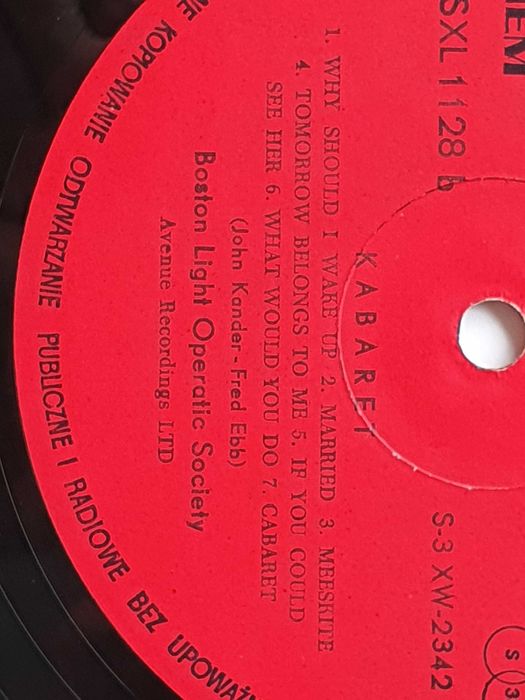 SXL 1128 b
S-3 XW-2342
KABARET
1. WHY SHOULD I WAKE UP 2. MARRIED 3. MEESKITE
4. TOMORROW BELONGS TO ME 5. IF YOU COULD
SEE HER 6. WHAT WOULD YOU DO 7. CABARET
(John Kander-Fred Ebb)
Boston Light Operatic Society
Avenue Recordings LTD
KOPIOWANIE ODTWARZANIE PUBLICZNE I RADIOWE BEZ UPOWAŻN